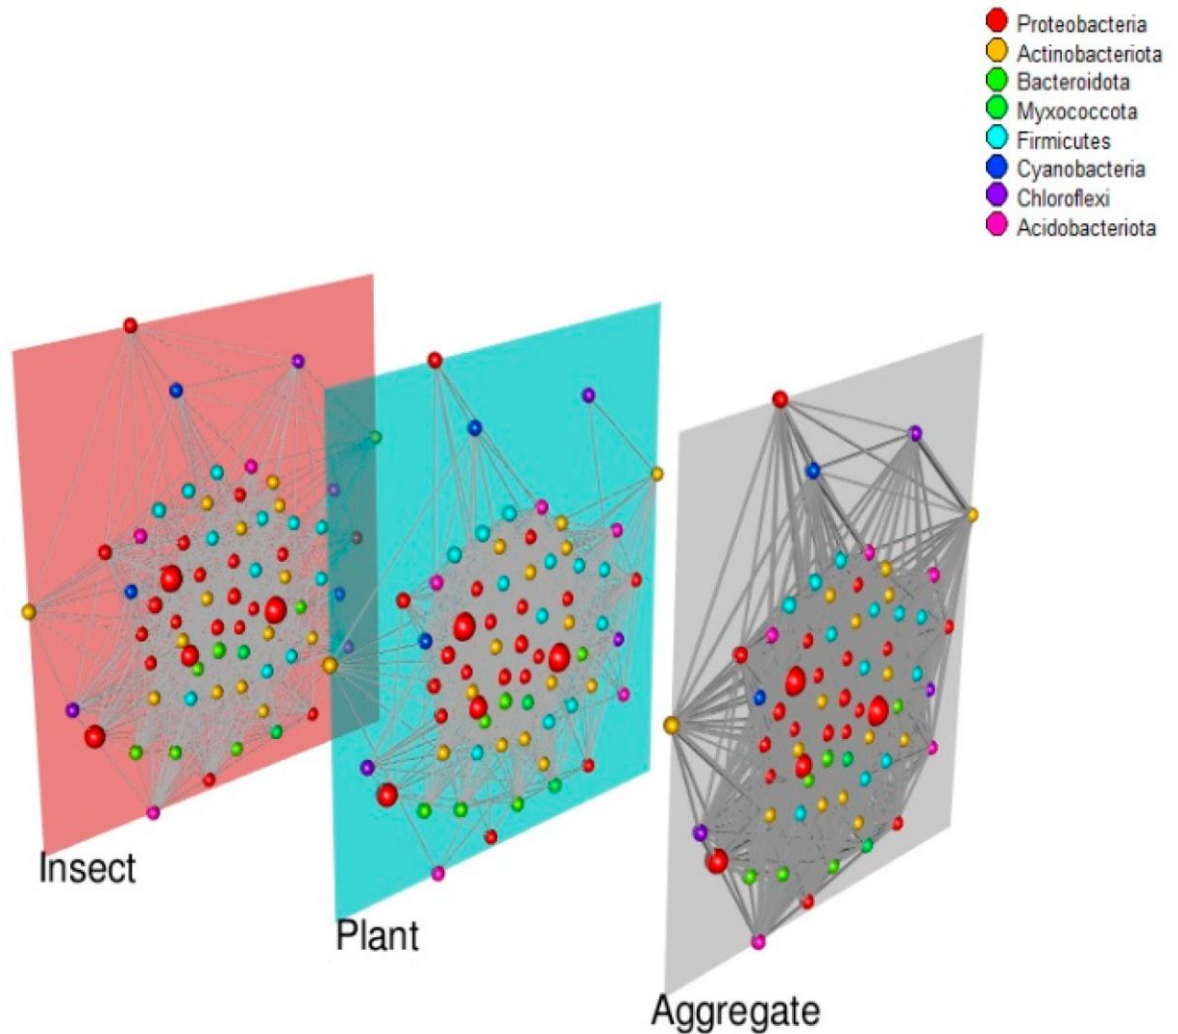 Proteobacteria
Actinobacteriota
Bacteroidota
Myxococcota
Firmicutes
Cyanobacteria
Chloroflexi
Acidobacteriota
Insect
Plant
Aggregate